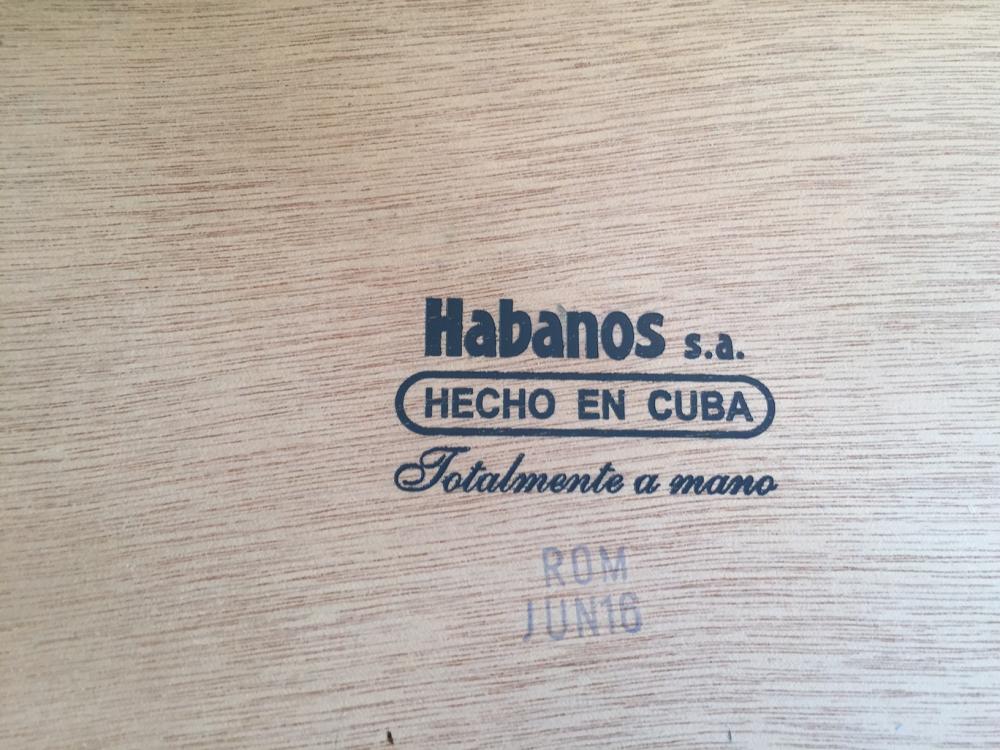 Habanos s.a.
HECHO EN CUBA
Totalmente a mano
ROM
JUN16